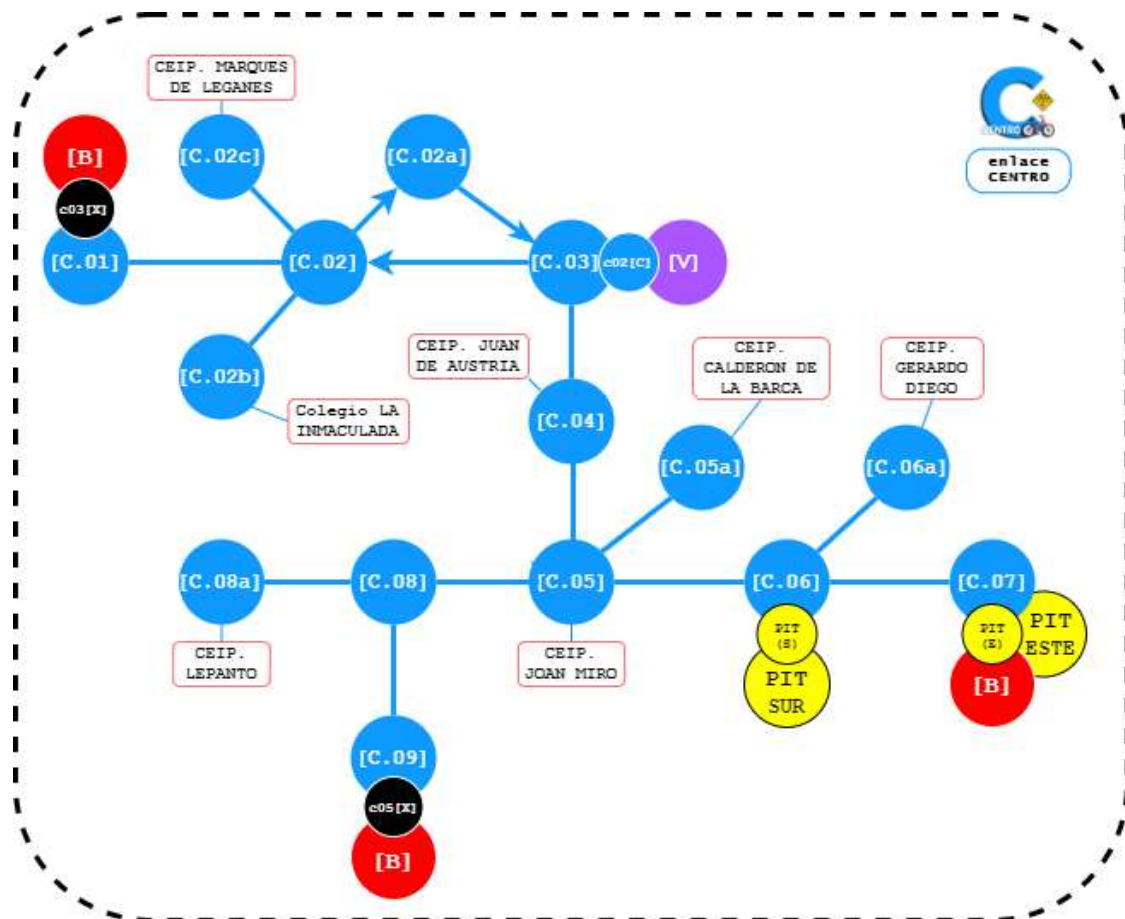 CEIP. MARQUES
DE LEGANES
[B]
[C.02c]
[C.02a]
CENTRO
enlace
CENTRO
c03[X]
[C.01]
[C.02]
[C.03]
c02[C]
[V]
[C.02b]
Colegio LA
INMACULADA
CEIP. JUAN
DE AUSTRIA
CEIP.
CALDERON DE
LA BARCA
CEIP.
GERARDO
DIEGO
[C.04]
[C.05a]
[C.06a]
[C.08a]
[C.08]
[C.05]
[C.06]
[C.07]
CEIP.
LEPANTO
CEIP.
JOAN MIRO
PIT
(S)
PIT
SUR
PIT
(E)
PIT
ESTE
[B]
[C.09]
c05[X]
[B]